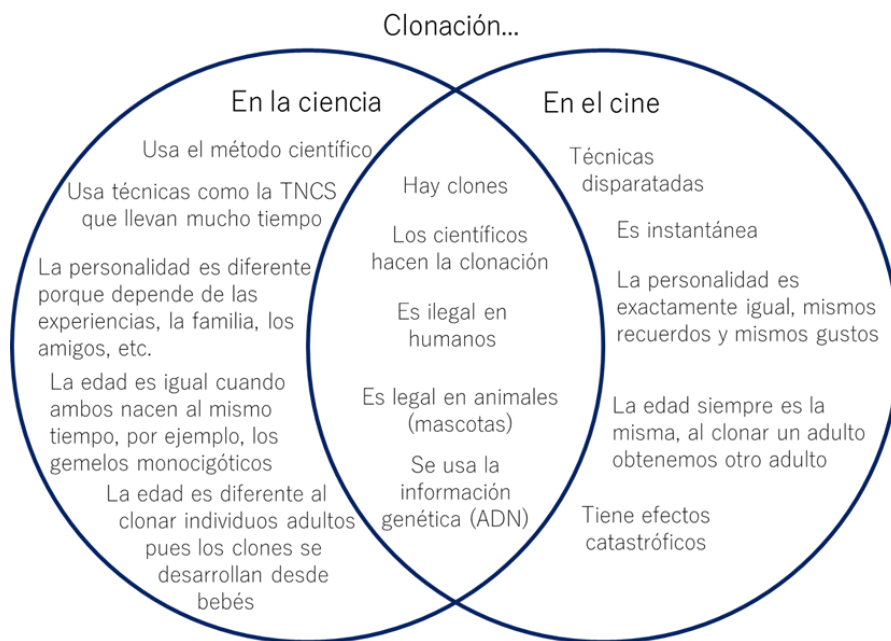 Clonación...
En la ciencia
Usa el método científico
Usa técnicas como la TNCS
que llevan mucho tiempo
La personalidad es diferente
porque depende de las
experiencias, la familia, los
amigos, etc.
La edad es igual cuando
ambos nacen al mismo
tiempo, por ejemplo, los
gemelos monocigóticos
La edad es diferente al
clonar individuos adultos
pues los clones se
desarrollan desde
bebés
Hay clones
Los científicos
hacen la clonación
Es ilegal en
humanos
Es legal en animales
(mascotas)
Se usa la
información
genética (ADN)
En el cine
Técnicas
disparatadas
Es instantánea
La personalidad es
exactamente igual, mismos
recuerdos y mismos gustos
La edad siempre es la
misma, al clonar un adulto
obtenemos otro adulto
Tiene efectos
catastróficos